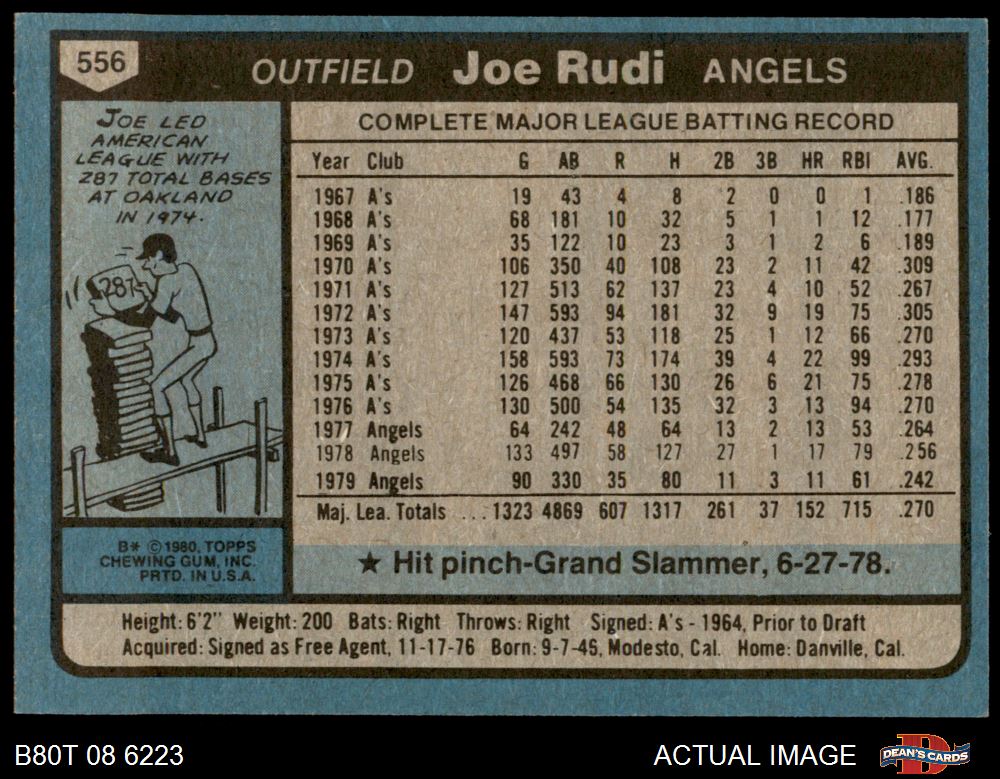 556
OUTFIELD Joe Rudi ANGELS
JOE LED
AMERICAN
LEAGUE WITH
287 TOTAL BASES
AT OAKLAND
IN 1974.
287
B* © 1980, TOPPS
CHEWING GUM, INC.
PRTD. IN U.S.A.
COMPLETE MAJOR LEAGUE BATTING RECORD
Year Club G AB R H 2B 3B HR RBI AVG.
1967 A's 19 43 4 8 2 0 0 1 .186
1968 A's 68 181 10 32 5 1 1 12 .177
1969 A's 35 122 10 23 3 1 2 6 .189
1970 A's 106 350 40 108 23 2 11 42 .309
1971 A's 127 513 62 137 23 4 10 52 .267
1972 A's 147 593 94 181 32 9 19 75 .305
1973 A's 120 437 53 118 25 1 12 66 .270
1974 A's 158 593 73 174 39 4 22 99 .293
1975 A's 126 468 66 130 26 6 21 75 .278
1976 A's 130 500 54 135 32 3 13 94 .270
1977 Angels 64 242 48 64 13 2 13 53 .264
1978 Angels 133 497 58 127 27 1 17 79 .256
1979 Angels 90 330 35 80 11 3 11 61 .242
Maj. Lea. Totals ... 1323 4869 607 1317 261 37 152 715 .270
★ Hit pinch-Grand Slammer, 6-27-78.
Height: 6'2" Weight: 200 Bats: Right Throws: Right Signed: A's - 1964, Prior to Draft
Acquired: Signed as Free Agent, 11-17-76 Born: 9-7-46, Modesto, Cal. Home: Danville, Cal.
B80T 08 6223
ACTUAL IMAGE
D
DEAN'S CARDS